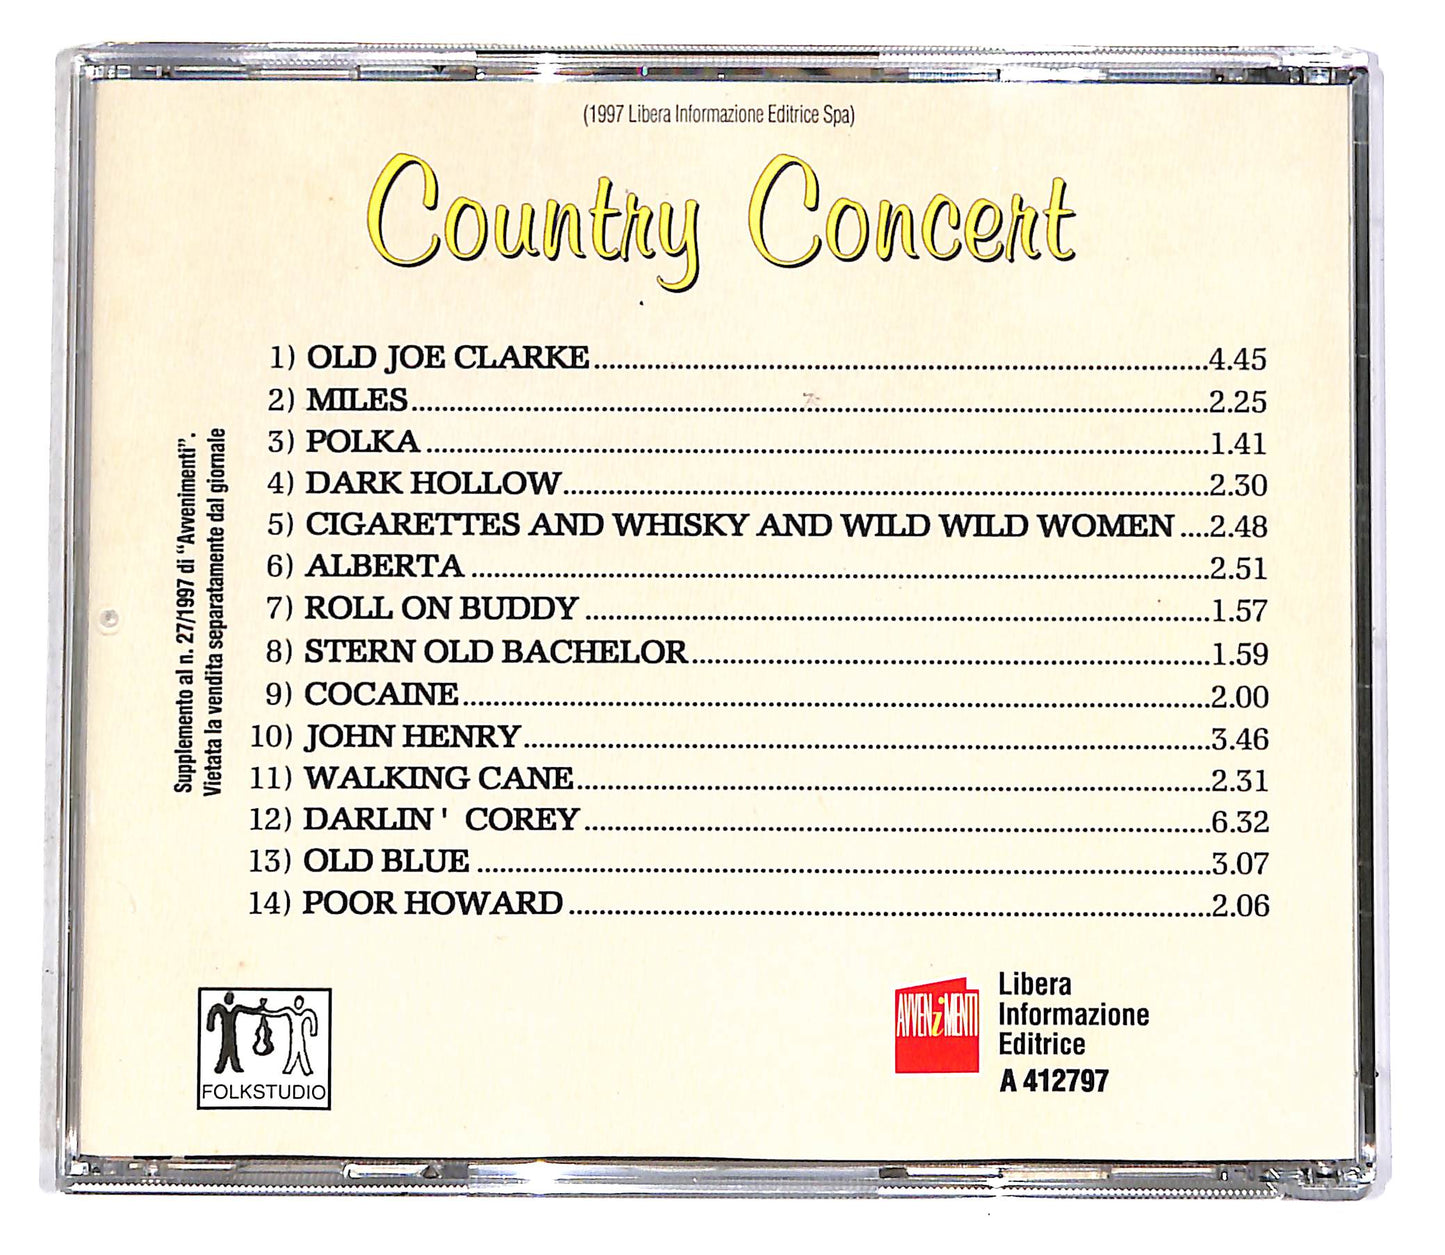 (1997 Libera Informazione Editrice Spa)
Country Concert
1) OLD JOE CLARKE...4.45
2) MILES...2.25
3) POLKA...1.41
4) DARK HOLLOW...2.30
5) CIGARETTES AND WHISKY AND WILD WILD WOMEN....2.48
6) ALBERTA...2.51
7) ROLL ON BUDDY...1.57
8) STERN OLD BACHELOR...1.59
9) COCAINE...2.00
10) JOHN HENRY...3.46
11) WALKING CANE...2.31
12) DARLIN' COREY...6.32
13) OLD BLUE...3.07
14) POOR HOWARD...2.06
Supplemento al n. 27/1997 di "Avvenimenti".
Vietata la vendita separatamente dal giornale
FOLKSTUDIO
AVVENiMENTI
Libera
Informazione
Editrice
A 412797